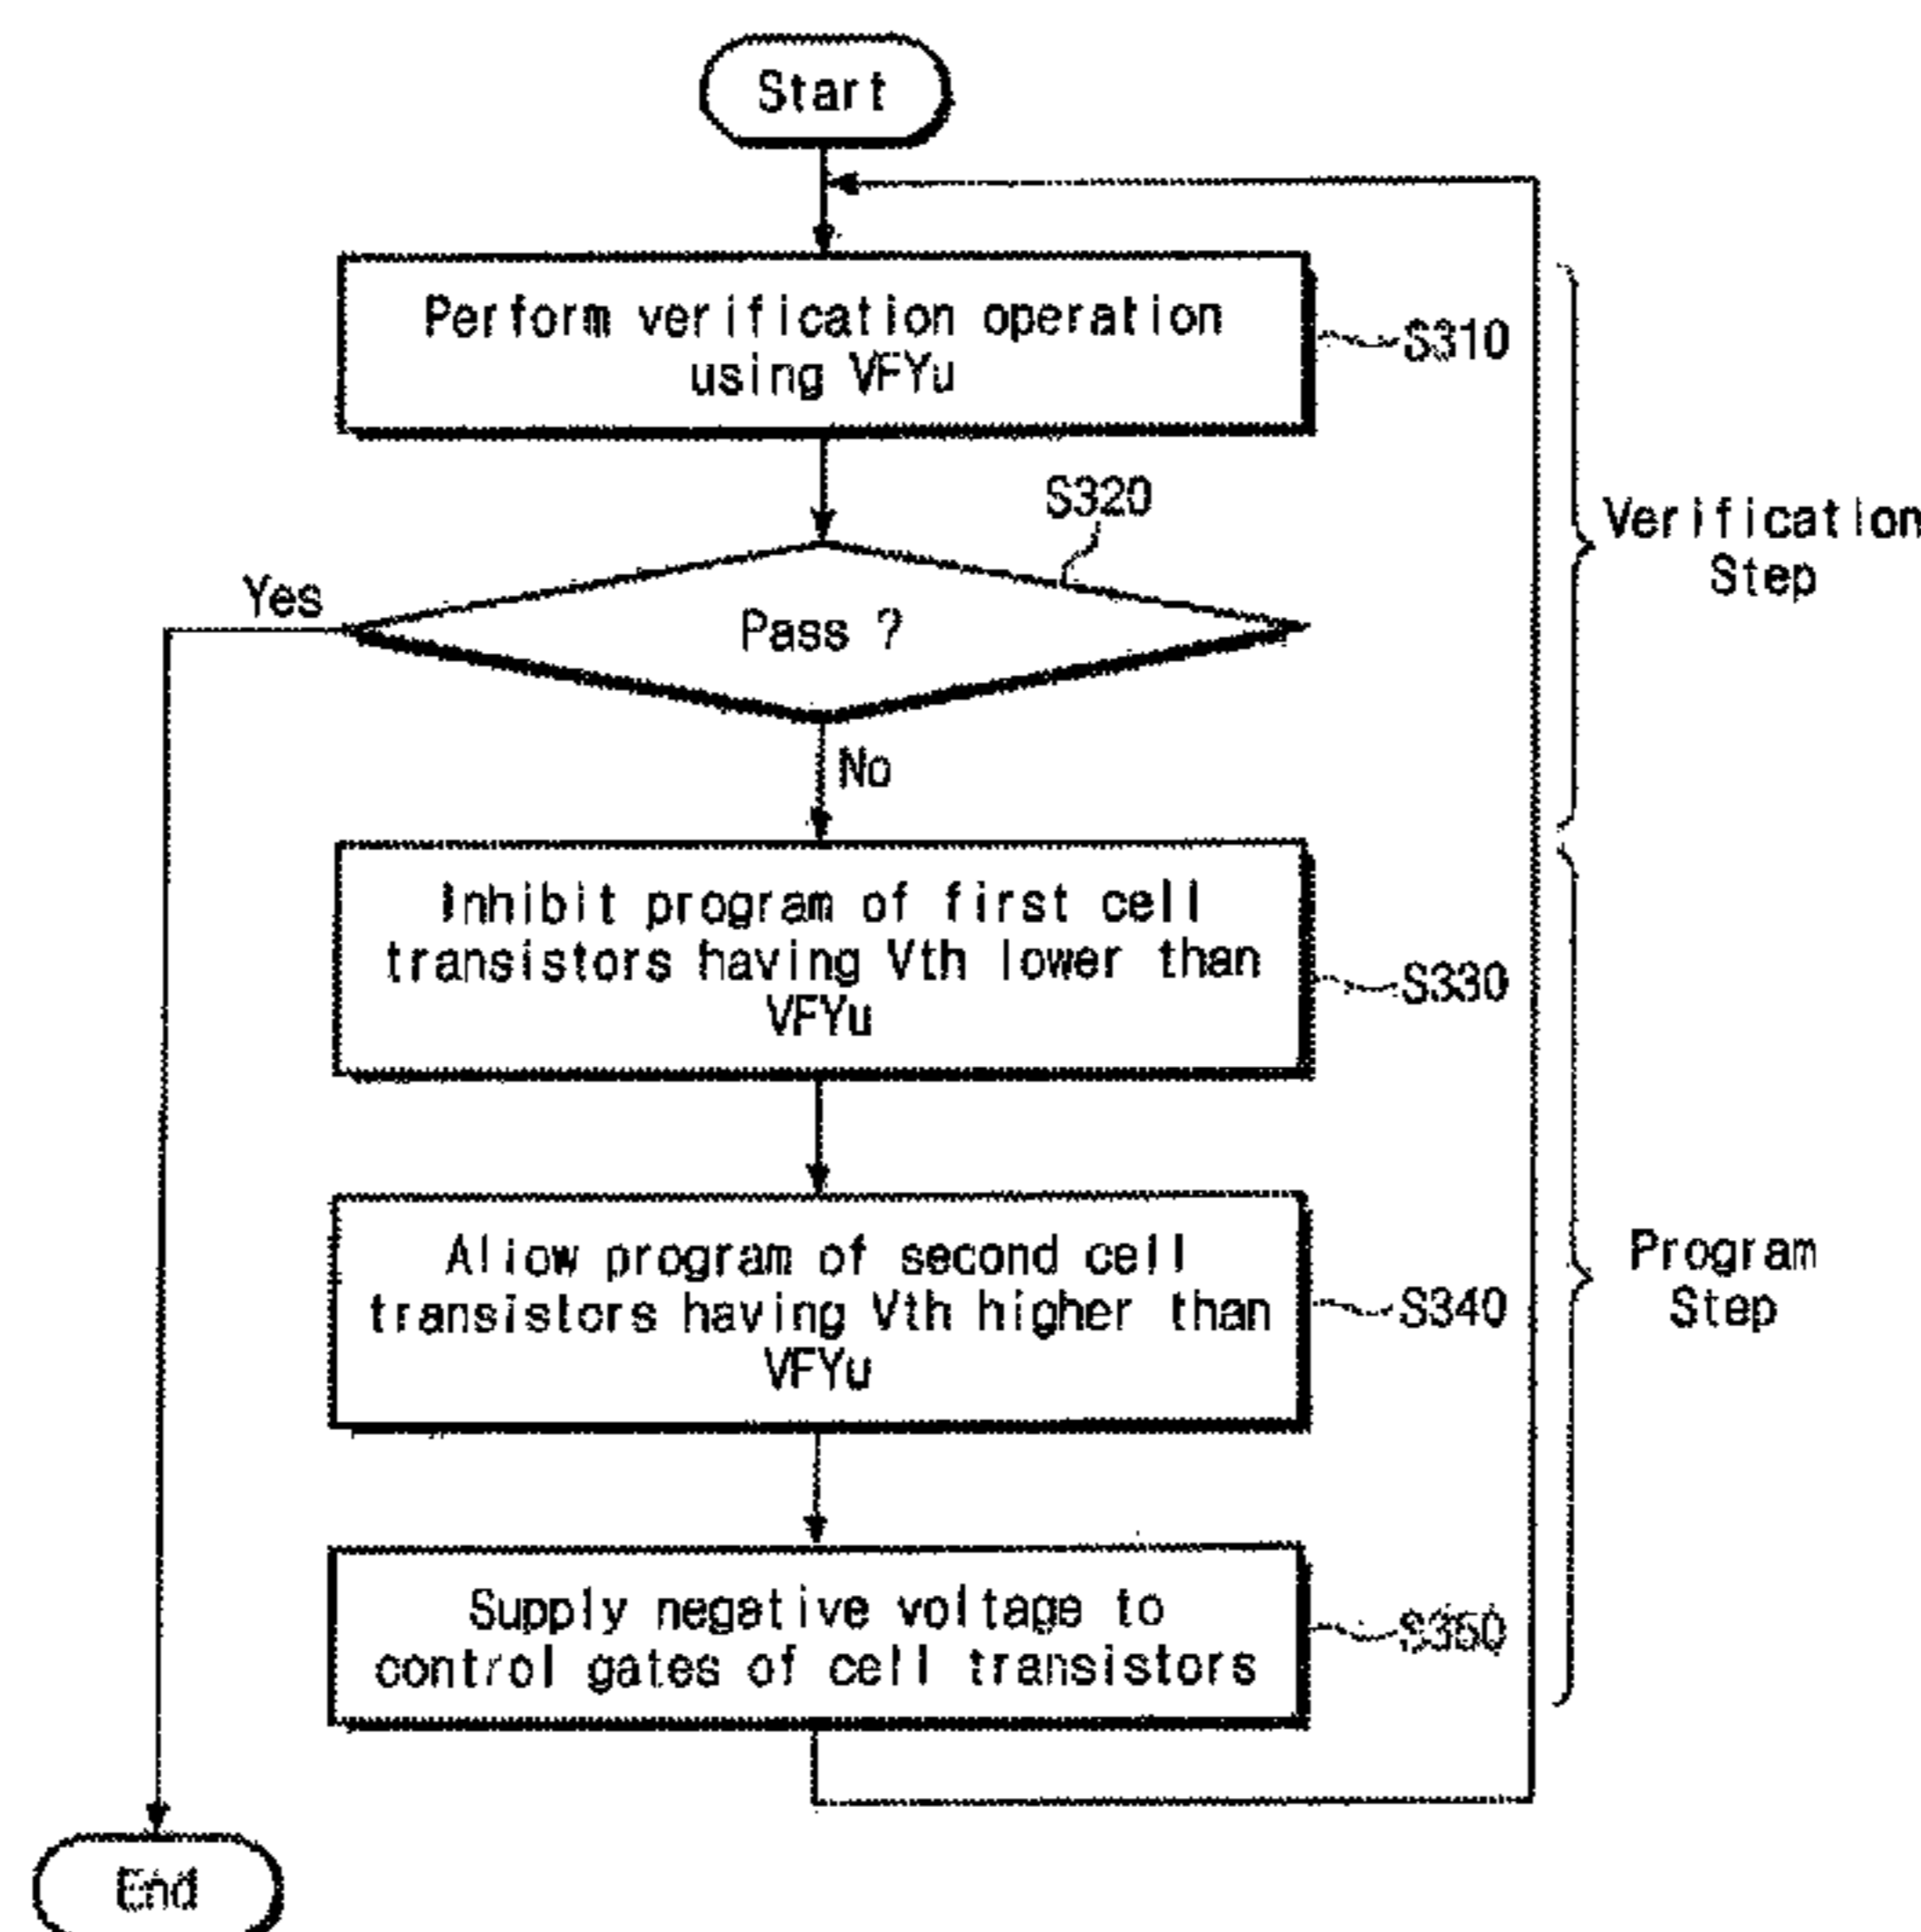 Start
Perform verification operation
using VFYu
S310
S320
Verification
Step
Yes
Pass ?
No
Inhibit program of first cell
transistors having Vth lower than
VFYu
S330
Allow program of second cell
transistors having Vth higher than
VFYu
S340
Program
Step
Supply negative voltage to
control gates of cell transistors
S350
End